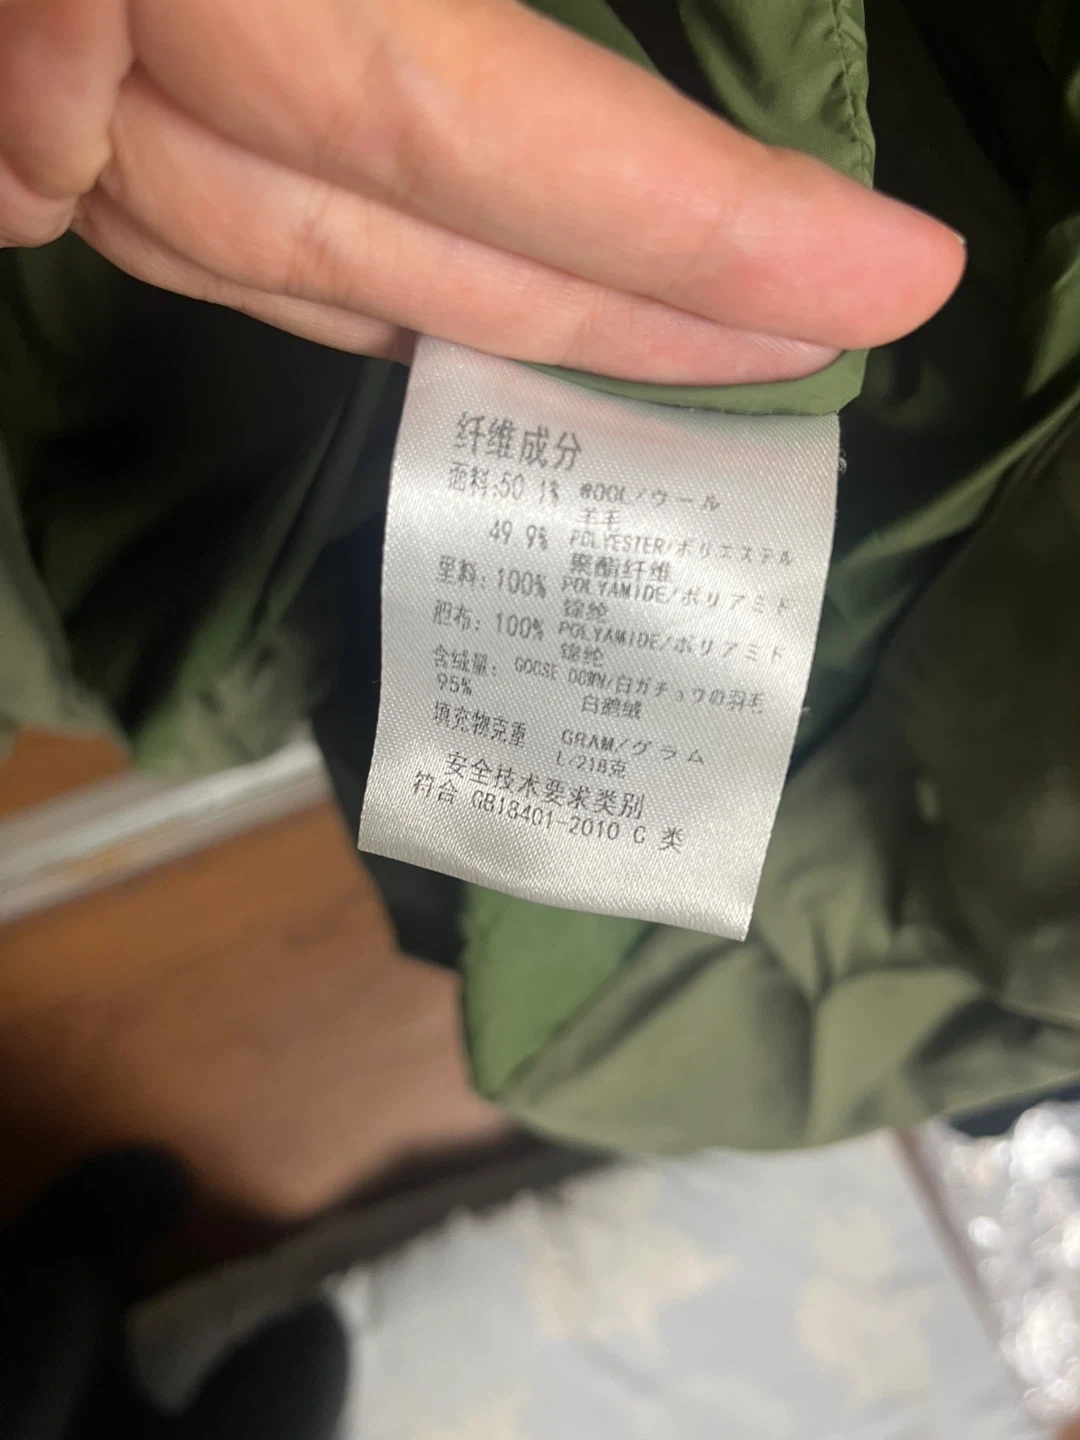 纤维成分
面料:50 1% WOOL/ウール
羊毛
49 9% POLYESTER/ポリエステル
聚酯纤维
里料: 100% POLYAMIDE/ポリアミド
锦纶
胆布: 100% POLYAMIDE/ポリアミド
锦纶
含绒量: GOOSE DOWN/白ガチョウの羽毛
95% 白鹅绒
填充物克重 GRAM/グラム
L/218克
安全技术要求类别
符合 GB18401-2010 C 类